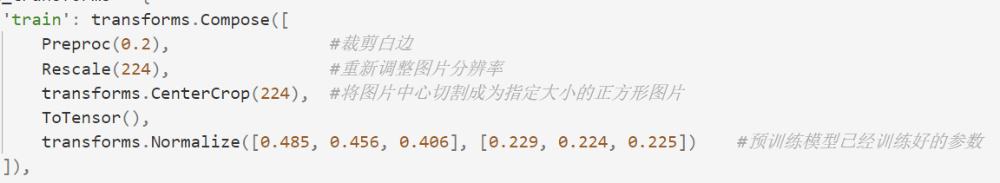 'train': transforms.Compose([
Preproc(0.2), #裁剪白边
Rescale(224), #重新调整图片分辨率
transforms.CenterCrop(224), #将图片中心切割成为指定大小的正方形图片
ToTensor(),
transforms.Normalize([0.485, 0.456, 0.406], [0.229, 0.224, 0.225]) #预训练模型已经训练好的参数
]),